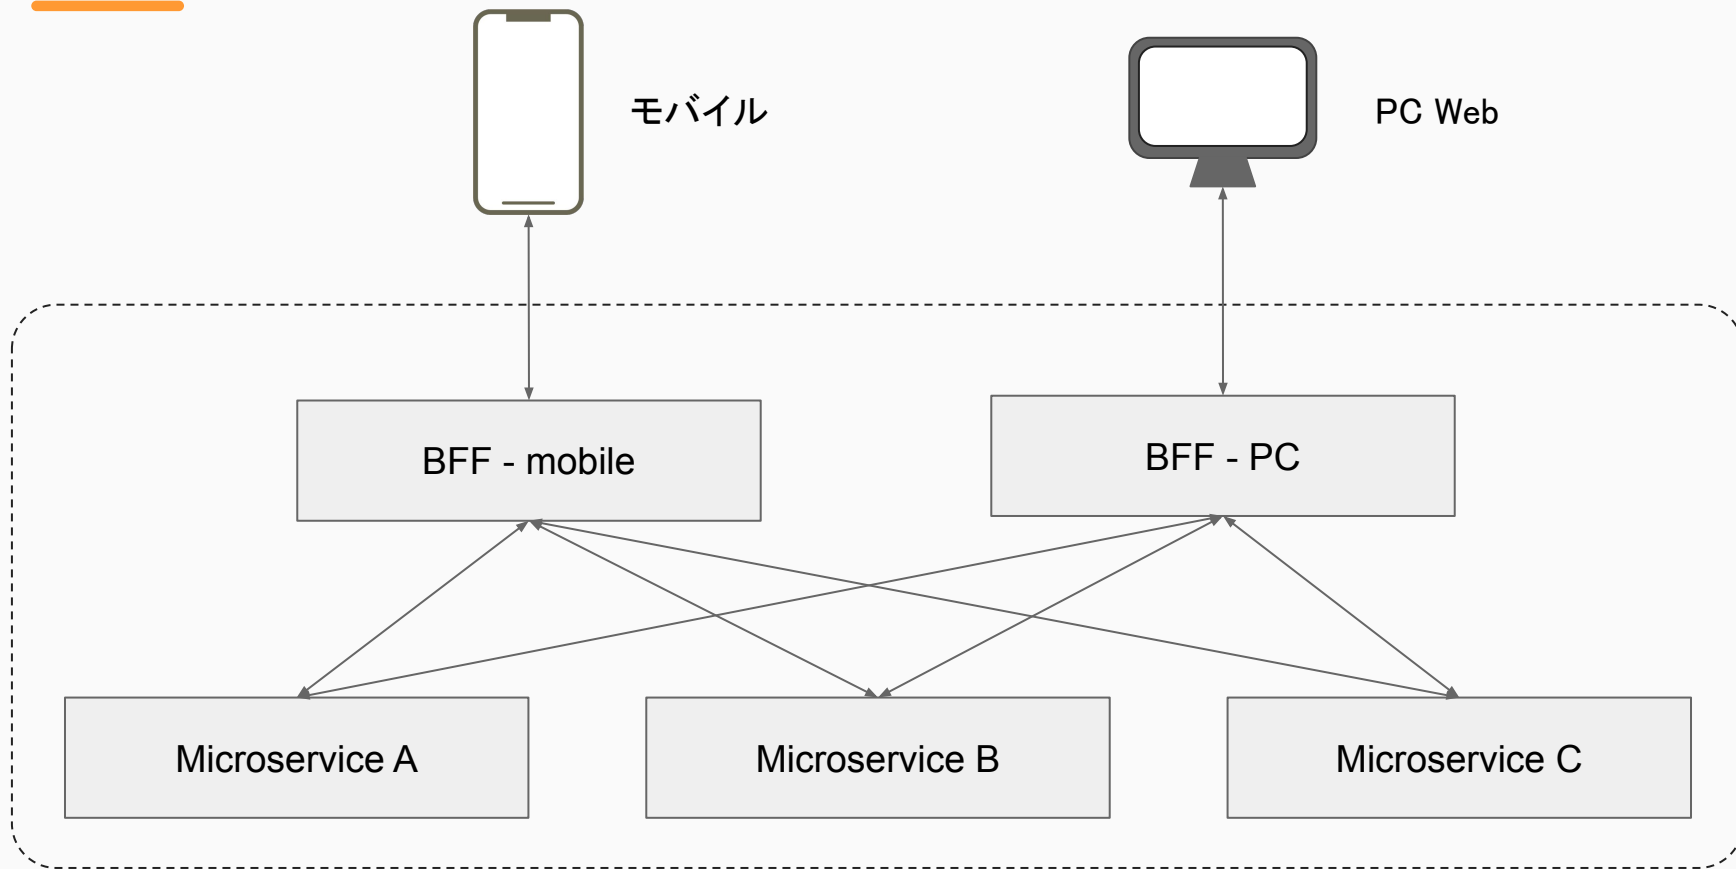 モバイル
PC Web
BFF - mobile
BFF - PC
Microservice A
Microservice B
Microservice C